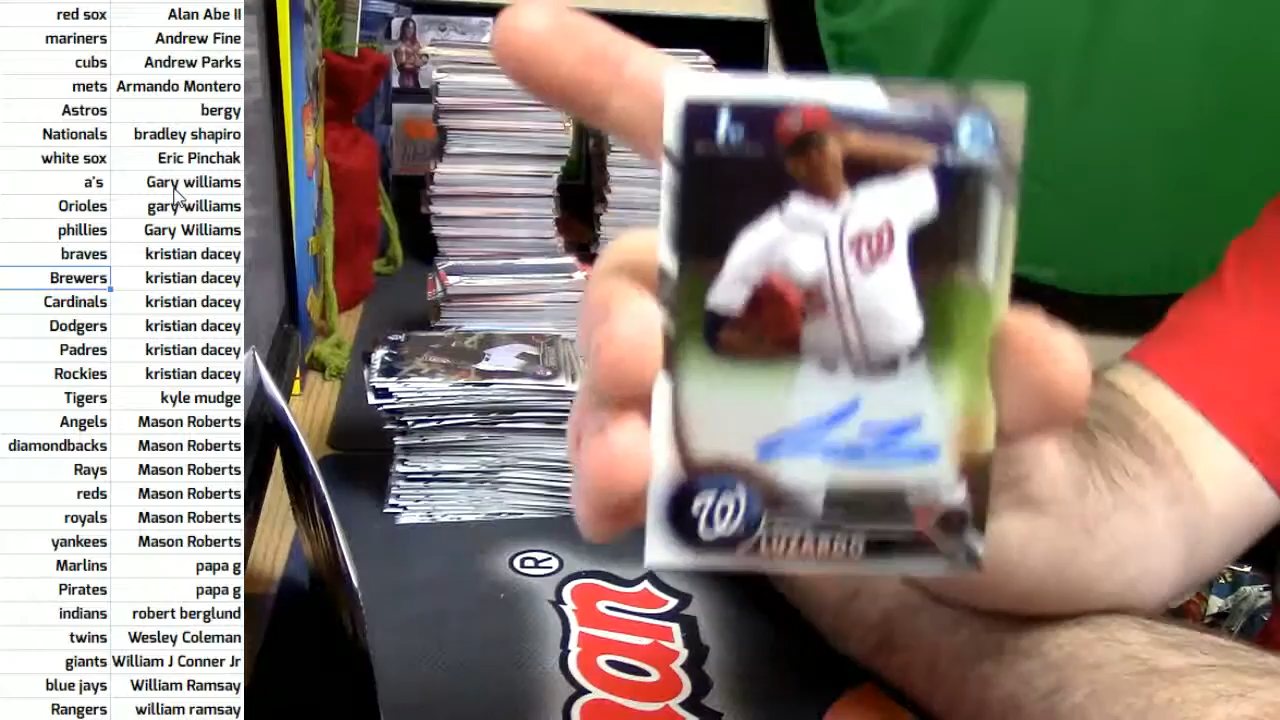 red sox Alan Abe II
mariners Andrew Fine
cubs Andrew Parks
mets Armando Montero
Astros bergy
Nationals bradley shapiro
white sox Eric Pinchak
a's Gary williams
Orioles gary williams
phillies Gary Williams
braves kristian dacey
Brewers kristian dacey
Cardinals kristian dacey
Dodgers kristian dacey
Padres kristian dacey
Rockies kristian dacey
Tigers kyle mudge
Angels Mason Roberts
diamondbacks Mason Roberts
Rays Mason Roberts
reds Mason Roberts
royals Mason Roberts
yankees Mason Roberts
Marlins papa g
Pirates papa g
indians robert berglund
twins Wesley Coleman
giants William J Conner Jr
blue jays William Ramsay
Rangers william ramsay
W
W
LUZARDO
®